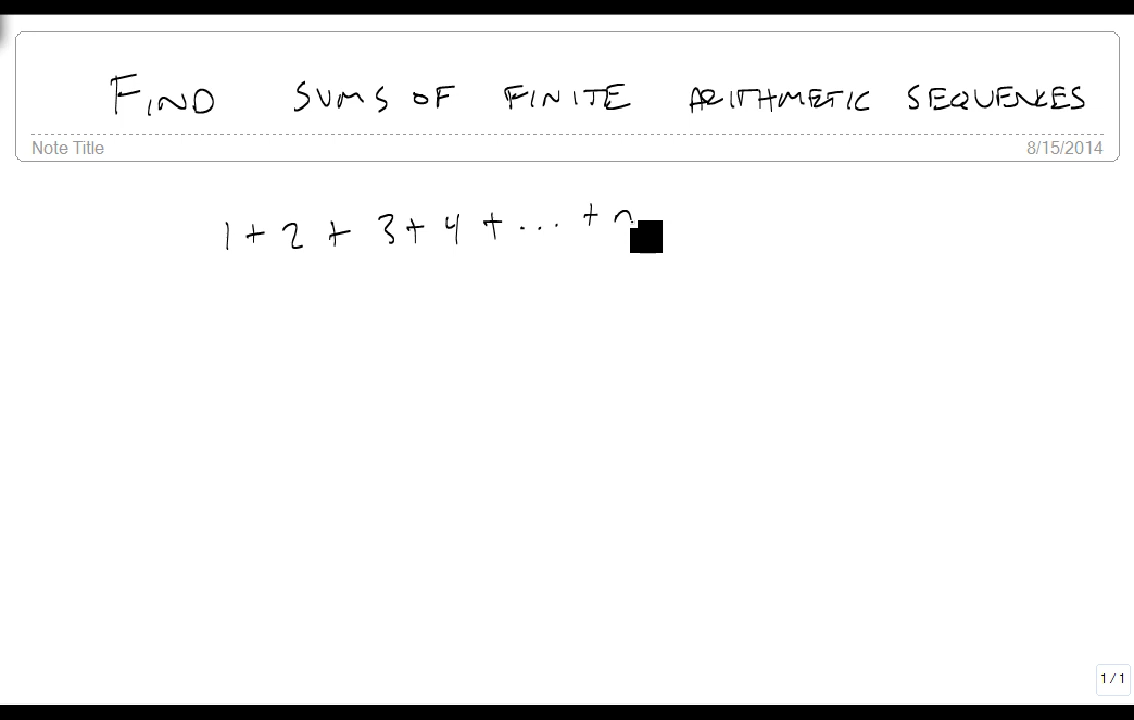 FIND SUMS OF FINITE ARITHMETIC SEQUENCES
Note Title 8/15/2014
1 + 2 + 3 + 4 + ... +
1/1